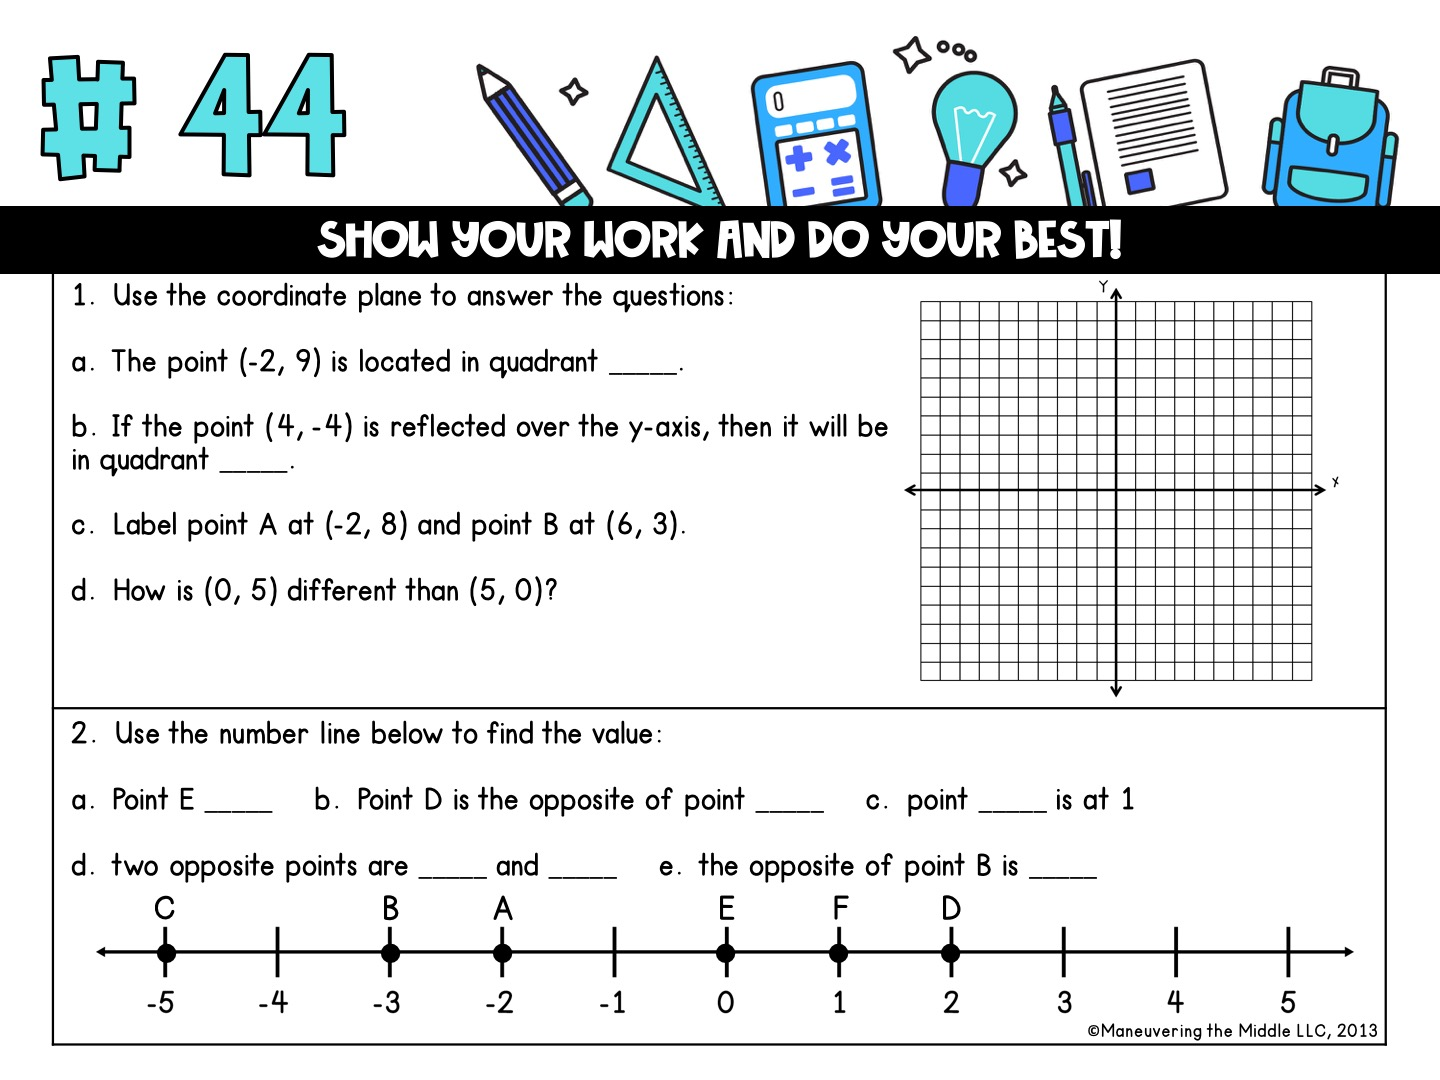 # 44
SHOW YOUR WORK AND DO YOUR BEST!
1. Use the coordinate plane to answer the questions:
a. The point (-2, 9) is located in quadrant _____.
b. If the point (4, -4) is reflected over the y-axis, then it will be
in quadrant _____.
c. Label point A at (-2, 8) and point B at (6, 3).
d. How is (0, 5) different than (5, 0)?
Y
X
2. Use the number line below to find the value:
a. Point E _____ b. Point D is the opposite of point _____ c. point _____ is at 1
d. two opposite points are _____ and _____ e. the opposite of point B is _____
C B A E F D
-5 -4 -3 -2 -1 0 1 2 3 4 5
©Maneuvering the Middle LLC, 2013